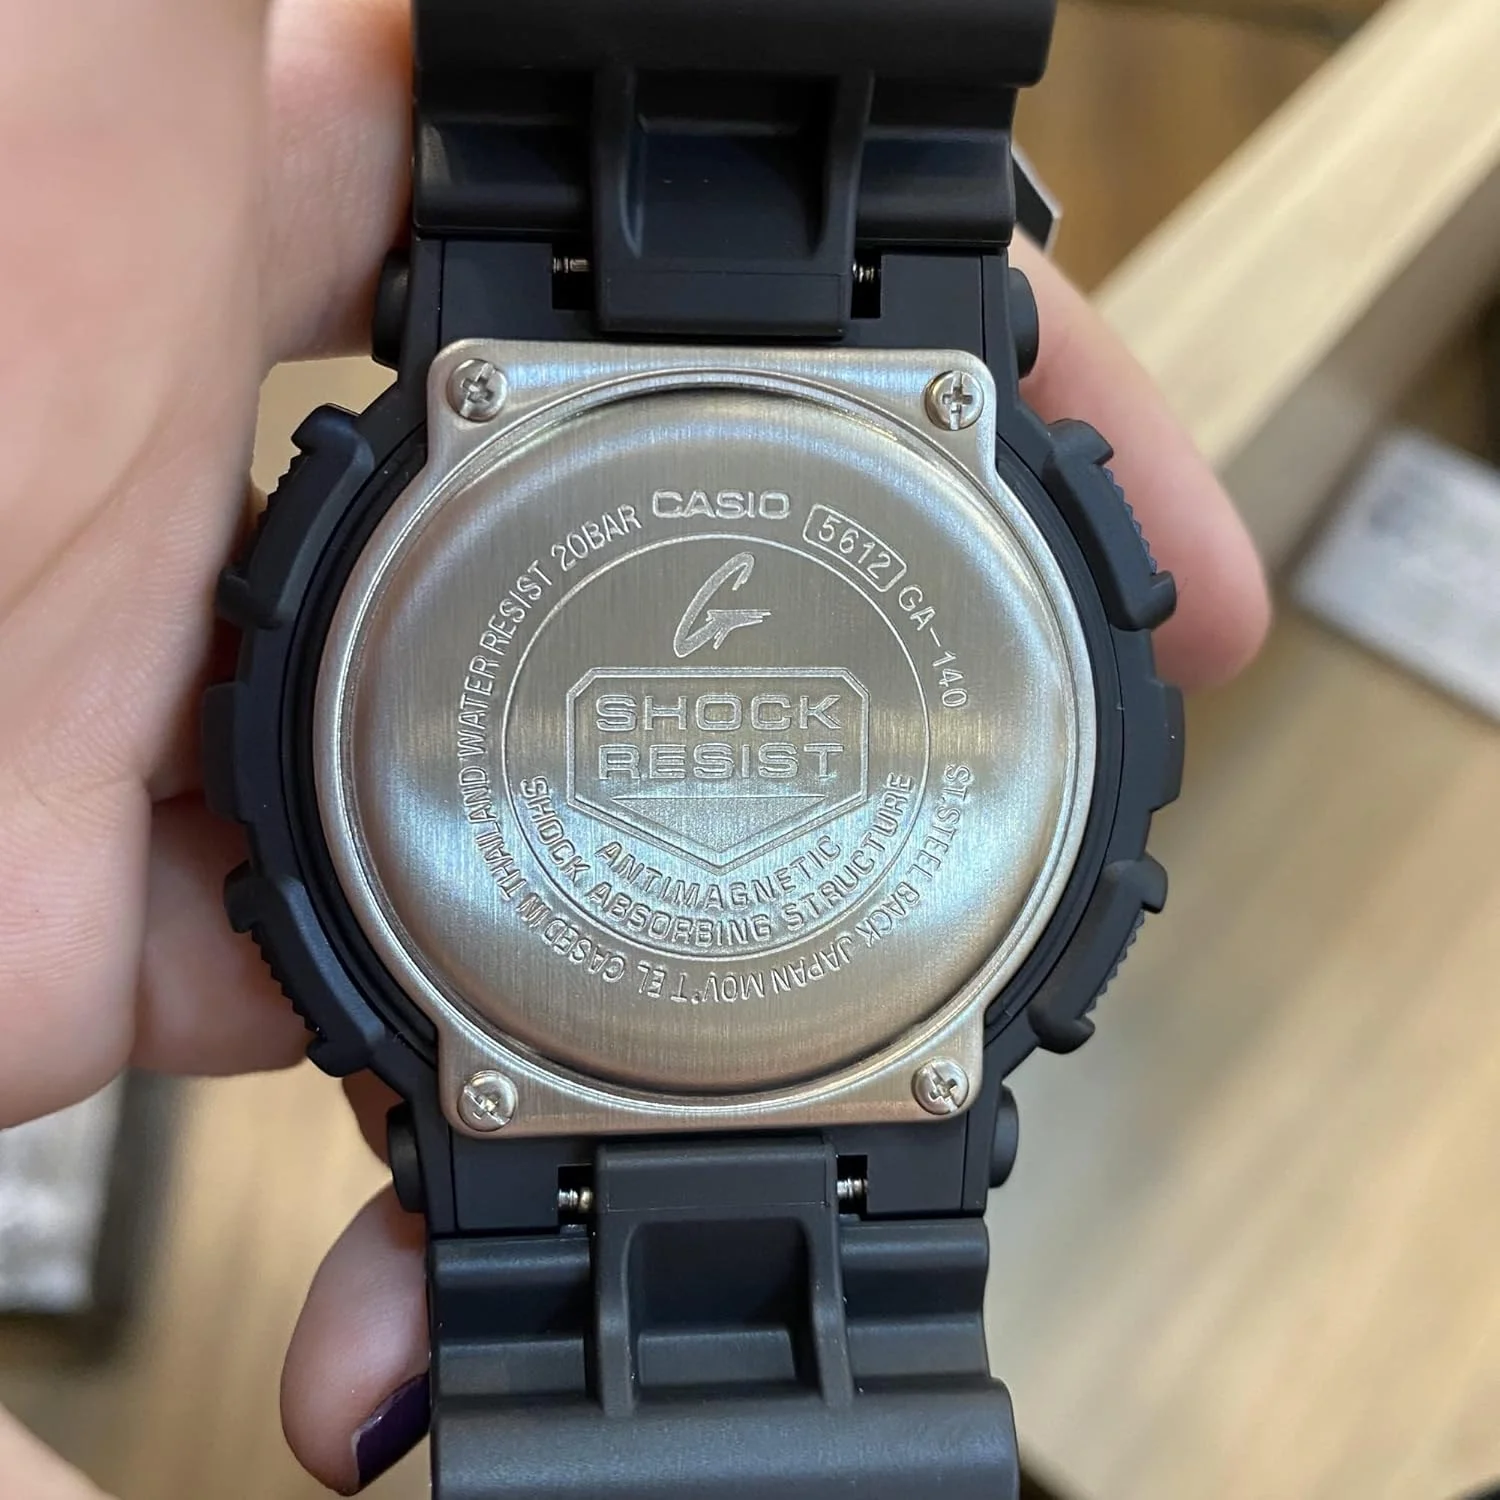 CASIO 5612 GA-140
ST.STEEL BACK JAPAN MOV'T EL CASED IN THAILAND WATER RESIST 20BAR
G
SHOCK
RESIST
ANTIMAGNETIC
SHOCK ABSORBING STRUCTURE